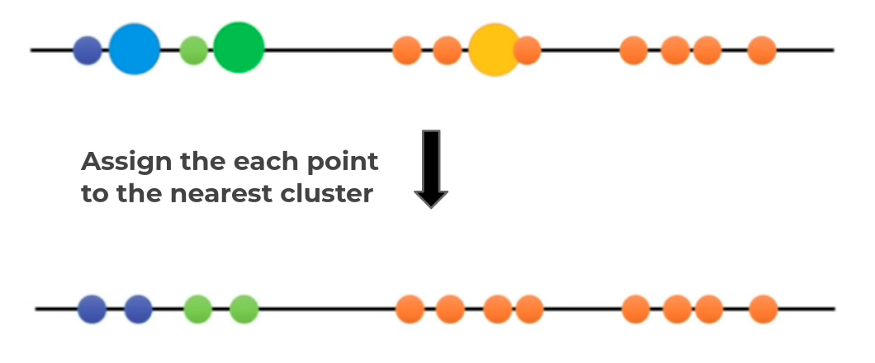 Assign the each point
to the nearest cluster